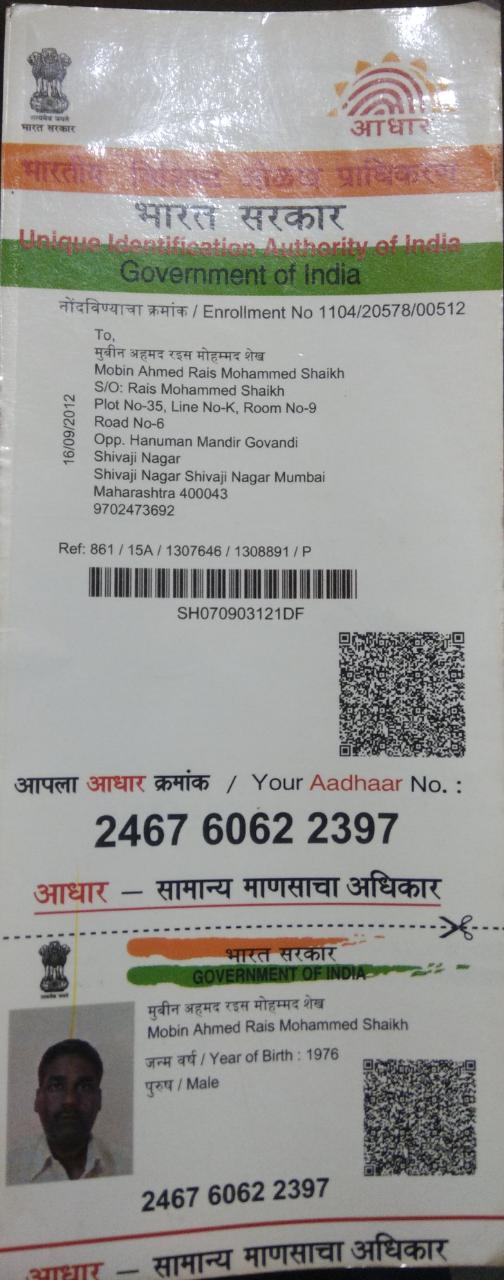 सत्यमेव जयते
भारत सरकार
आधार
भारतीय विशिष्ट ओळख प्राधिकरण
भारत सरकार
Unique Identification Authority of India
Government of India
नोंदविण्याचा क्रमांक / Enrollment No 1104/20578/00512
To,
मुबीन अहमद रइस मोहम्मद शेख
Mobin Ahmed Rais Mohammed Shaikh
S/O: Rais Mohammed Shaikh
Plot No-35, Line No-K, Room No-9
Road No-6
Opp. Hanuman Mandir Govandi
Shivaji Nagar
Shivaji Nagar Shivaji Nagar Mumbai
Maharashtra 400043
9702473692
16/09/2012
Ref: 861 / 15A / 1307646 / 1308891 / P
SH070903121DF
आपला आधार क्रमांक / Your Aadhaar No. :
2467 6062 2397
आधार — सामान्य माणसाचा अधिकार
भारत सरकार
GOVERNMENT OF INDIA
मुबीन अहमद रइस मोहम्मद शेख
Mobin Ahmed Rais Mohammed Shaikh
जन्म वर्ष / Year of Birth : 1976
पुरुष / Male
2467 6062 2397
आधार — सामान्य माणसाचा अधिकार